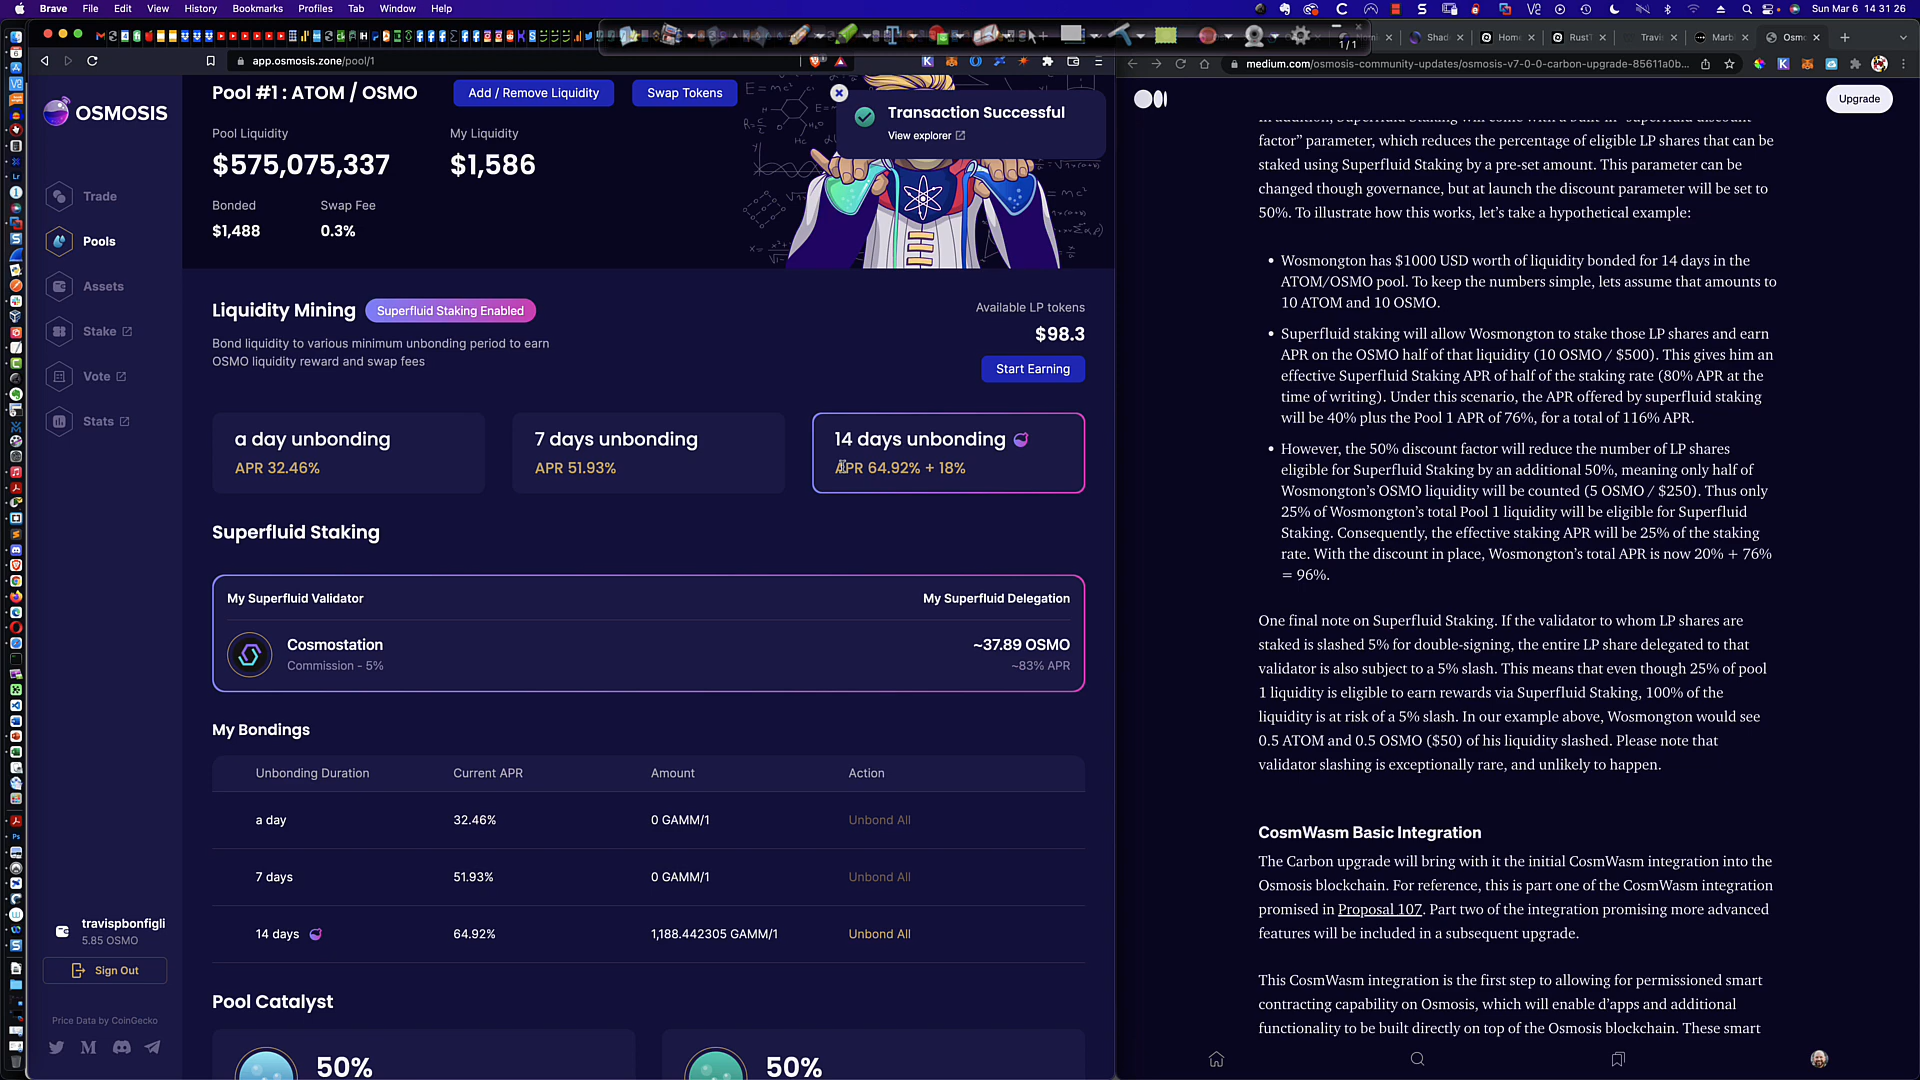 Brave File Edit View History Bookmarks Profiles Tab Window Help
Sun Mar 6 14 31 26
1 / 1
Home
RustT
Travis
Marbl
Osmo
app.osmosis.zone/pool/1
medium.com/osmosis-community-updates/osmosis-v7-0-0-carbon-upgrade-85611a0b...
OSMOSIS
Trade
Pools
Assets
Stake
Vote
Stats
travispbonfigli
5.85 OSMO
Sign Out
Price Data by CoinGecko
Pool #1 : ATOM / OSMO
Add / Remove Liquidity
Swap Tokens
Transaction Successful
View explorer
Pool Liquidity
My Liquidity
$575,075,337
$1,586
Bonded
Swap Fee
$1,488
0.3%
Liquidity Mining
Superfluid Staking Enabled
Bond liquidity to various minimum unbonding period to earn
OSMO liquidity reward and swap fees
Available LP tokens
$98.3
Start Earning
a day unbonding
APR 32.46%
7 days unbonding
APR 51.93%
14 days unbonding
APR 64.92% + 18%
Superfluid Staking
My Superfluid Validator
My Superfluid Delegation
Cosmostation
Commission - 5%
~37.89 OSMO
~83% APR
My Bondings
Unbonding Duration Current APR Amount Action
a day 32.46% 0 GAMM/1 Unbond All
7 days 51.93% 0 GAMM/1 Unbond All
14 days 64.92% 1,188.442305 GAMM/1 Unbond All
Pool Catalyst
50%
50%
Upgrade
factor” parameter, which reduces the percentage of eligible LP shares that can be
staked using Superfluid Staking by a pre-set amount. This parameter can be
changed though governance, but at launch the discount parameter will be set to
50%. To illustrate how this works, let’s take a hypothetical example:
• Wosmongton has $1000 USD worth of liquidity bonded for 14 days in the
ATOM/OSMO pool. To keep the numbers simple, lets assume that amounts to
10 ATOM and 10 OSMO.
• Superfluid staking will allow Wosmongton to stake those LP shares and earn
APR on the OSMO half of that liquidity (10 OSMO / $500). This gives him an
effective Superfluid Staking APR of half of the staking rate (80% APR at the
time of writing). Under this scenario, the APR offered by superfluid staking
will be 40% plus the Pool 1 APR of 76%, for a total of 116% APR.
• However, the 50% discount factor will reduce the number of LP shares
eligible for Superfluid Staking by an additional 50%, meaning only half of
Wosmongton’s OSMO liquidity will be counted (5 OSMO / $250). Thus only
25% of Wosmongton’s total Pool 1 liquidity will be eligible for Superfluid
Staking. Consequently, the effective staking APR will be 25% of the staking
rate. With the discount in place, Wosmongton’s total APR is now 20% + 76%
= 96%.
One final note on Superfluid Staking. If the validator to whom LP shares are
staked is slashed 5% for double-signing, the entire LP share delegated to that
validator is also subject to a 5% slash. This means that even though 25% of pool
1 liquidity is eligible to earn rewards via Superfluid Staking, 100% of the
liquidity is at risk of a 5% slash. In our example above, Wosmongton would see
0.5 ATOM and 0.5 OSMO ($50) of his liquidity slashed. Please note that
validator slashing is exceptionally rare, and unlikely to happen.
CosmWasm Basic Integration
The Carbon upgrade will bring with it the initial CosmWasm integration into the
Osmosis blockchain. For reference, this is part one of the CosmWasm integration
promised in Proposal 107. Part two of the integration promising more advanced
features will be included in a subsequent upgrade.
This CosmWasm integration is the first step to allowing for permissioned smart
contracting capability on Osmosis, which will enable d’apps and additional
functionality to be built directly on top of the Osmosis blockchain. These smart